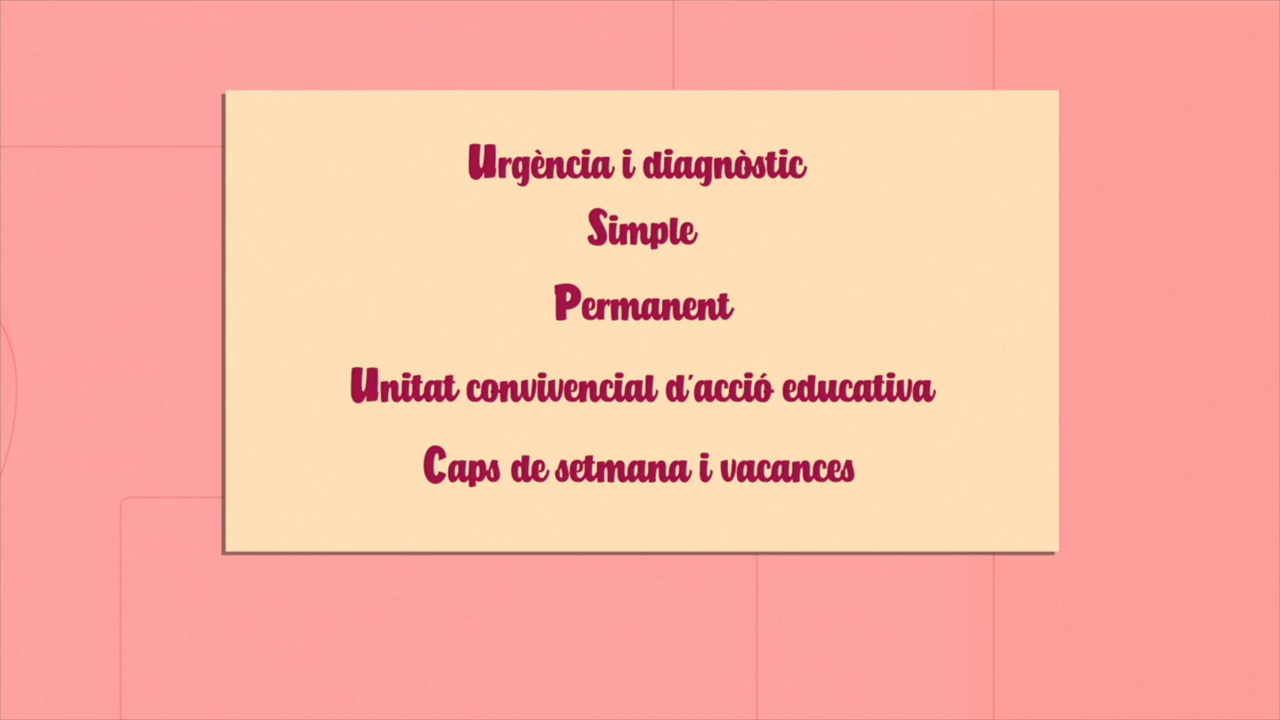 Urgència i diagnòstic
Simple
Permanent
Unitat convivencial d'acció educativa
Caps de setmana i vacances